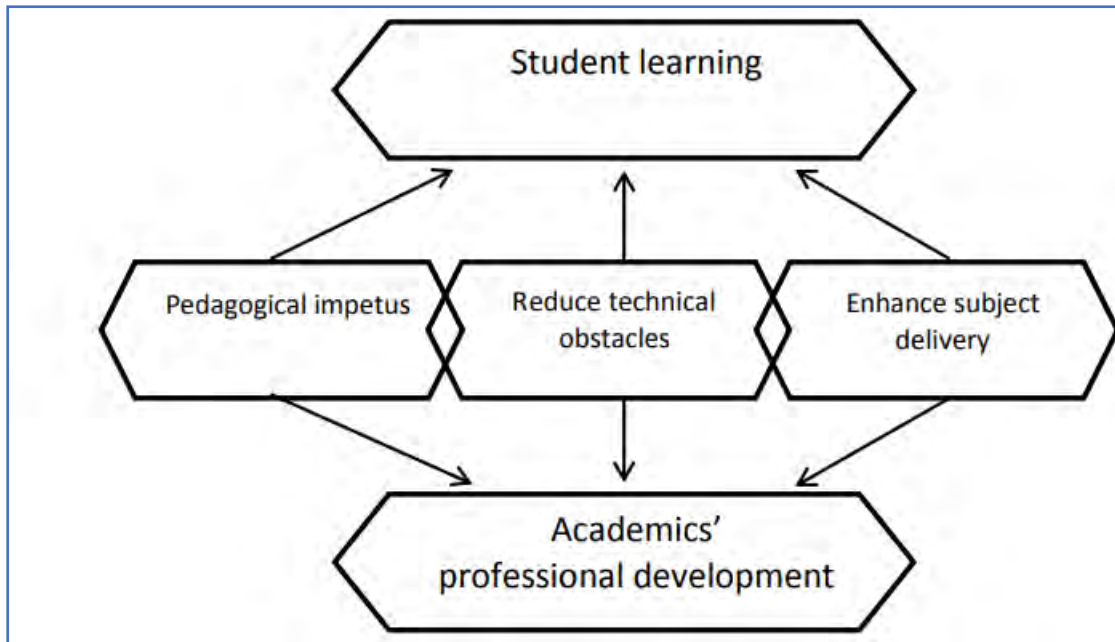 Student learning
Pedagogical impetus
Reduce technical
obstacles
Enhance subject
delivery
Academics’
professional development